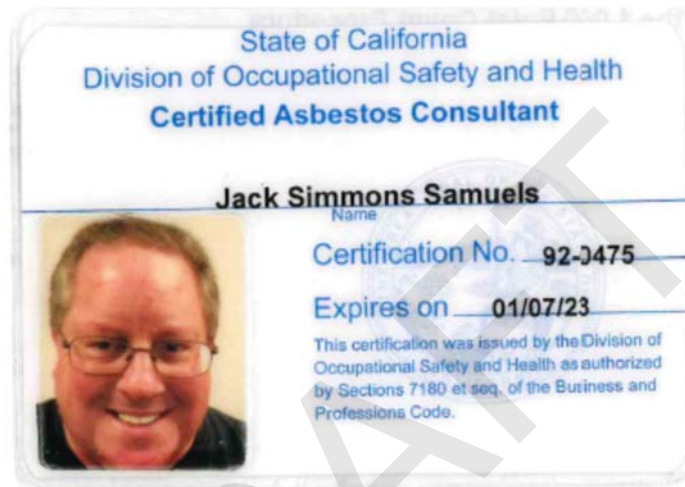 State of California
Division of Occupational Safety and Health
Certified Asbestos Consultant
Jack Simmons Samuels
Name
Certification No. 92-0475
Expires on 01/07/23
This certification was issued by the Division of
Occupational Safety and Health as authorized
by Sections 7180 et seq. of the Business and
Professions Code.